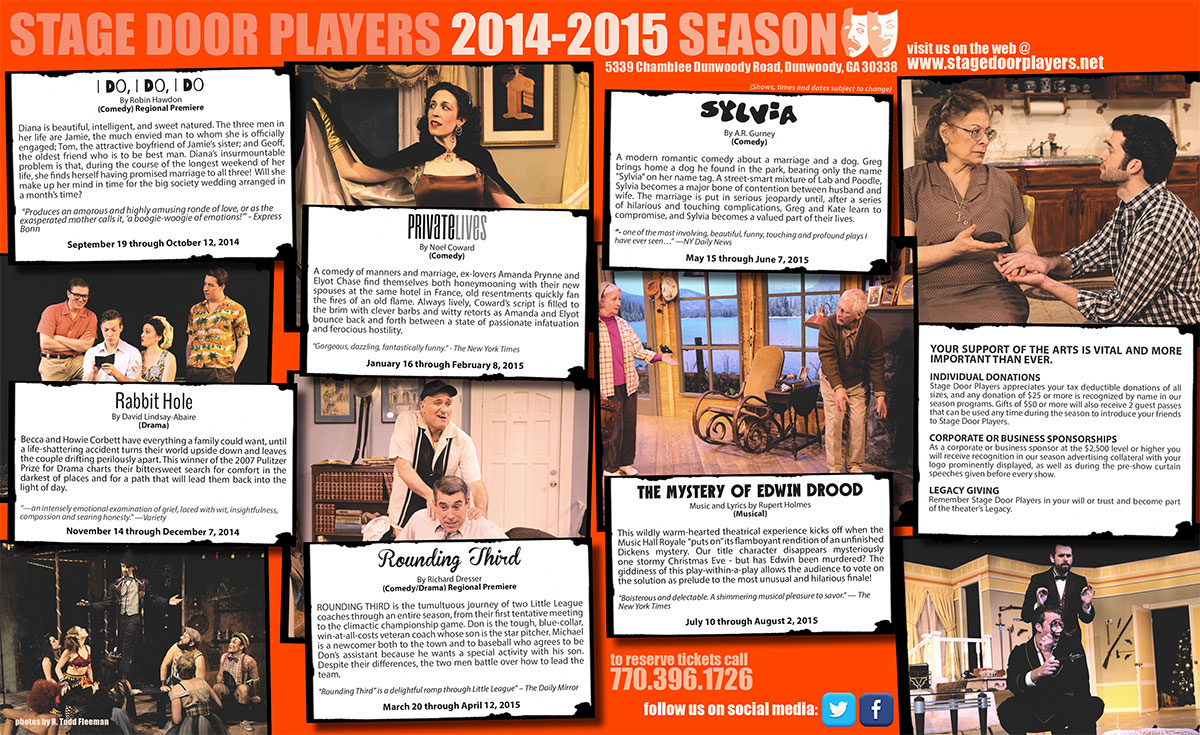 STAGE DOOR PLAYERS 2014-2015 SEASON
5339 Chamblee Dunwoody Road, Dunwoody, GA 30338
visit us on the web @
www.stagedoorplayers.net
(Shows, times and dates subject to change)
I DO, I DO, I DO
By Robin Hawdon
(Comedy) Regional Premiere
Diana is beautiful, intelligent, and sweet natured. The three men in
her life are Jamie, the much envied man to whom she is officially
engaged; Tom, the attractive boyfriend of Jamie's sister; and Geoff,
the oldest friend who is to be best man. Diana's insurmountable
problem is that, during the course of the longest weekend of her
life, she finds herself having promised marriage to all three! Will she
make up her mind in time for the big society wedding arranged in
a month's time?
"Produces an amorous and highly amusing ronde of love, or as the
exasperated mother calls it, 'a boogie-woogie of emotions!'" - Express
Bonn
September 19 through October 12, 2014
Rabbit Hole
By David Lindsay-Abaire
(Drama)
Becca and Howie Corbett have everything a family could want, until
a life-shattering accident turns their world upside down and leaves
the couple drifting perilously apart. This winner of the 2007 Pulitzer
Prize for Drama charts their bittersweet search for comfort in the
darkest of places and for a path that will lead them back into the
light of day.
"—an intensely emotional examination of grief, laced with wit, insightfulness,
compassion and searing honesty." —Variety
November 14 through December 7, 2014
photos by R. Todd Fleeman
PRIVATE LIVES
By Noel Coward
(Comedy)
A comedy of manners and marriage, ex-lovers Amanda Prynne and
Elyot Chase find themselves both honeymooning with their new
spouses at the same hotel in France, old resentments quickly fan
the fires of an old flame. Always lively, Coward's script is filled to
the brim with clever barbs and witty retorts as Amanda and Elyot
bounce back and forth between a state of passionate infatuation
and ferocious hostility.
"Gorgeous, dazzling, fantastically funny." - The New York Times
January 16 through February 8, 2015
Rounding Third
By Richard Dresser
(Comedy/Drama) Regional Premiere
ROUNDING THIRD is the tumultuous journey of two Little League
coaches through an entire season, from their first tentative meeting
to the climactic championship game. Don is the tough, blue-collar,
win-at-all-costs veteran coach whose son is the star pitcher. Michael
is a newcomer both to the town and to baseball who agrees to be
Don's assistant because he wants a special activity with his son.
Despite their differences, the two men battle over how to lead the
team.
"Rounding Third" is a delightful romp through Little League" – The Daily Mirror
March 20 through April 12, 2015
SYLVIA
By A.R. Gurney
(Comedy)
A modern romantic comedy about a marriage and a dog. Greg
brings home a dog he found in the park, bearing only the name
"Sylvia" on her name tag. A street-smart mixture of Lab and Poodle,
Sylvia becomes a major bone of contention between husband and
wife. The marriage is put in serious jeopardy until, after a series
of hilarious and touching complications, Greg and Kate learn to
compromise, and Sylvia becomes a valued part of their lives.
"- one of the most involving, beautiful, funny, touching and profound plays I
have ever seen…" —NY Daily News
May 15 through June 7, 2015
THE MYSTERY OF EDWIN DROOD
Music and Lyrics by Rupert Holmes
(Musical)
This wildly warm-hearted theatrical experience kicks off when the
Music Hall Royale "puts on" its flamboyant rendition of an unfinished
Dickens mystery. Our title character disappears mysteriously
one stormy Christmas Eve - but has Edwin been murdered? The
giddiness of this play-within-a-play allows the audience to vote on
the solution as prelude to the most unusual and hilarious finale!
"Boisterous and delectable. A shimmering musical pleasure to savor." — The
New York Times
July 10 through August 2, 2015
to reserve tickets call
770.396.1726
follow us on social media:
YOUR SUPPORT OF THE ARTS IS VITAL AND MORE
IMPORTANT THAN EVER.
INDIVIDUAL DONATIONS
Stage Door Players appreciates your tax deductible donations of all
sizes, and any donation of $25 or more is recognized by name in our
season programs. Gifts of $50 or more will also receive 2 guest passes
that can be used any time during the season to introduce your friends
to Stage Door Players.
CORPORATE OR BUSINESS SPONSORSHIPS
As a corporate or business sponsor at the $2,500 level or higher you
will receive recognition in our season advertising collateral with your
logo prominently displayed, as well as during the pre-show curtain
speeches given before every show.
LEGACY GIVING
Remember Stage Door Players in your will or trust and become part
of the theater's Legacy.